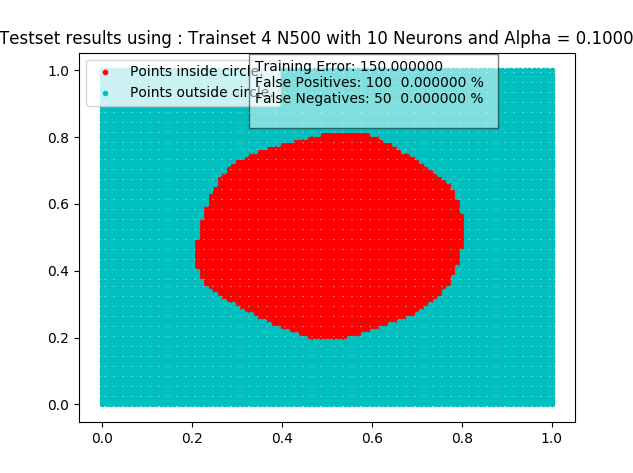 Testset results using : Trainset 4 N500 with 10 Neurons and Alpha = 0.1000
Points inside circle
Points outside circle
Training Error: 150.000000
False Positives: 100  0.000000 %
False Negatives: 50  0.000000 %
1.0
0.8
0.6
0.4
0.2
0.0
0.0 0.2 0.4 0.6 0.8 1.0